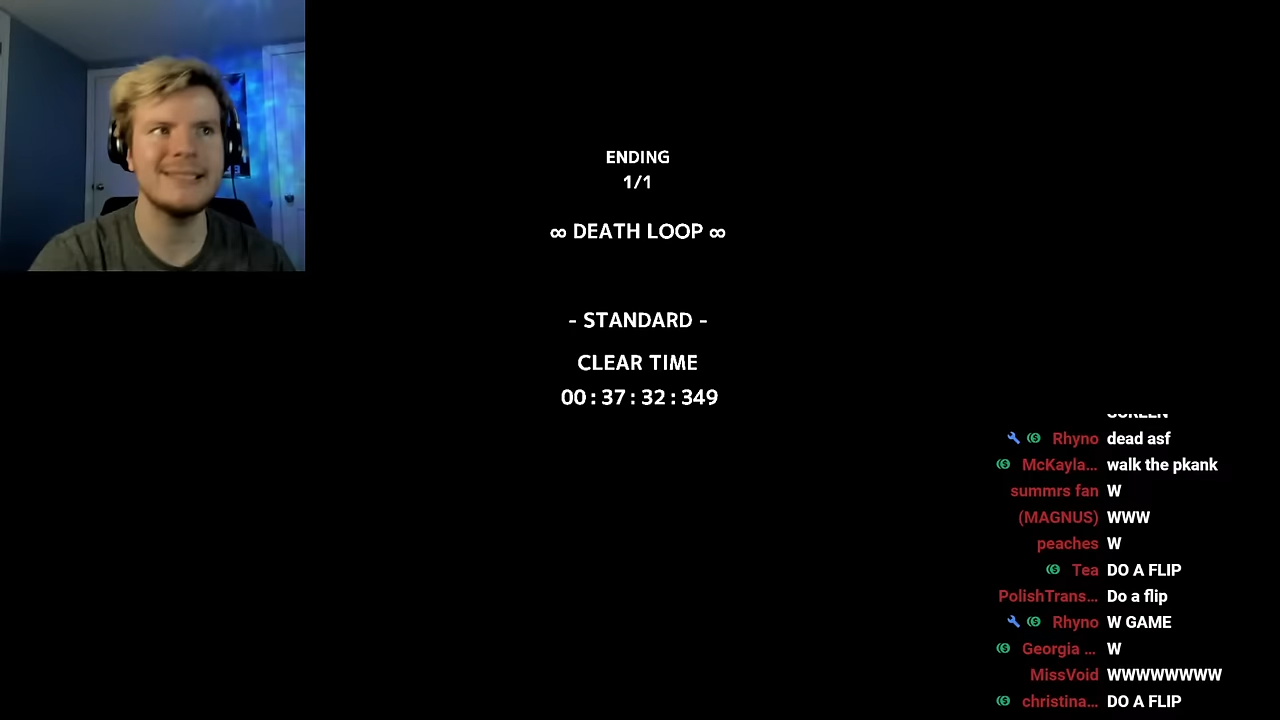 ENDING
1/1
∞ DEATH LOOP ∞
- STANDARD -
CLEAR TIME
00:37:32:349
SCREEN
Rhyno dead asf
McKayla... walk the pkank
summrs fan W
(MAGNUS) WWW
peaches W
Tea DO A FLIP
PolishTrans... Do a flip
Rhyno W GAME
Georgia ... W
MissVoid WWWWWWWWW
christina... DO A FLIP